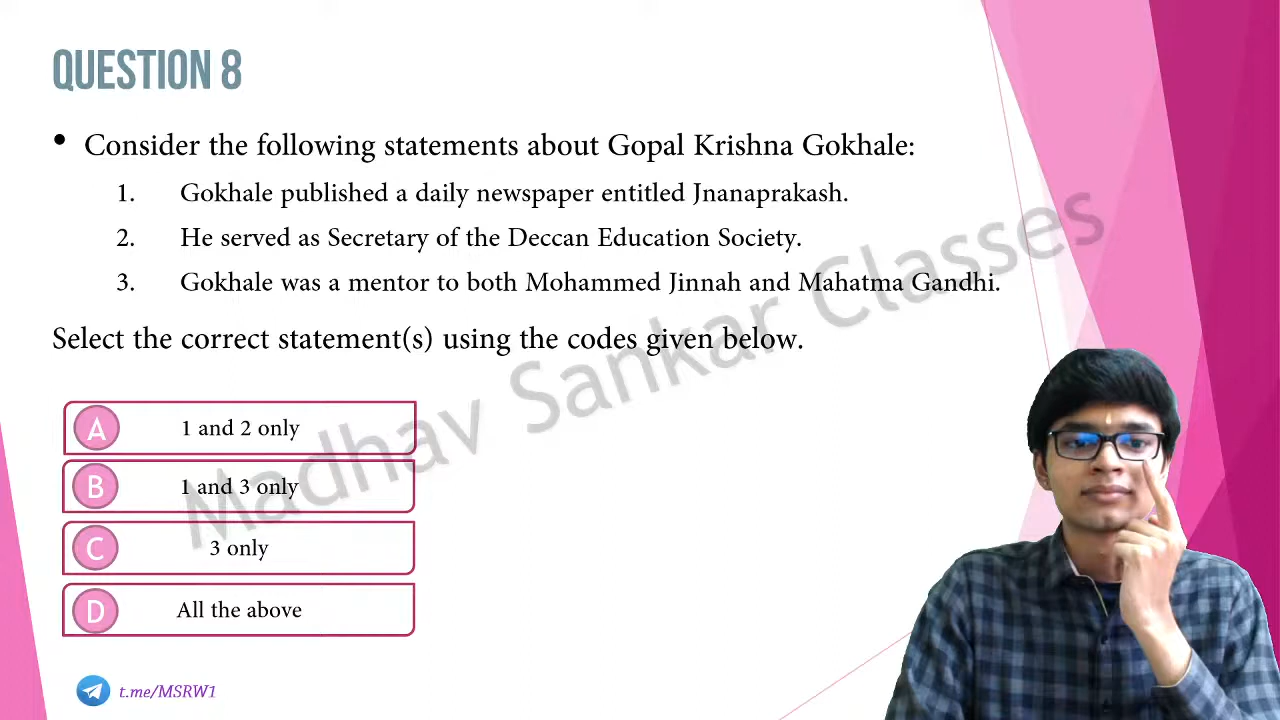 QUESTION 8
• Consider the following statements about Gopal Krishna Gokhale:
1. Gokhale published a daily newspaper entitled Jnanaprakash.
2. He served as Secretary of the Deccan Education Society.
3. Gokhale was a mentor to both Mohammed Jinnah and Mahatma Gandhi.
Select the correct statement(s) using the codes given below.
A 1 and 2 only
B 1 and 3 only
C 3 only
D All the above
Madhav Sankar Classes
t.me/MSRW1